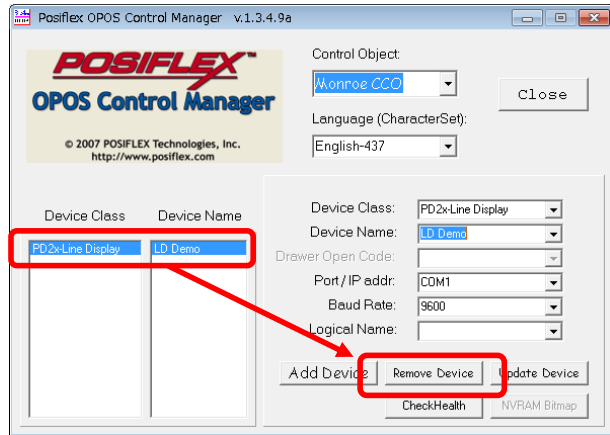 Posiflex OPOS Control Manager v.1.3.4.9a
POSIFLEX™
OPOS Control Manager
© 2007 POSIFLEX Technologies, Inc.
http://www.posiflex.com
Control Object:
Monroe CCO
Language (CharacterSet):
English-437
Close
Device Class Device Name
PD2x-Line Display LD Demo
Device Class: PD2x-Line Display
Device Name: LD Demo
Drawer Open Code:
Port / IP addr: COM1
Baud Rate: 9600
Logical Name:
Add Device Remove Device Update Device
CheckHealth NVRAM Bitmap